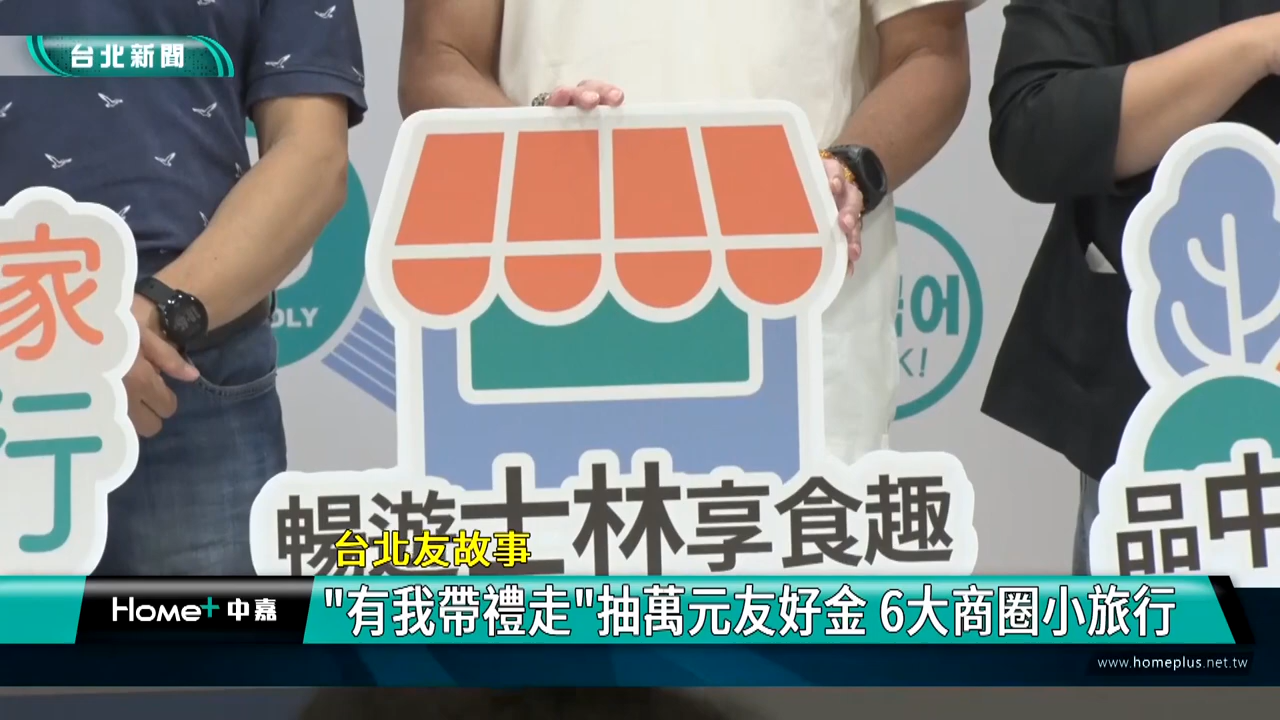 台北新聞
家
行
DLY
어
K!
暢遊士林享食趣
品中
台北友故事
Home+ 中嘉
"有我帶禮走"抽萬元友好金 6大商圈小旅行
www.homeplus.net.tw